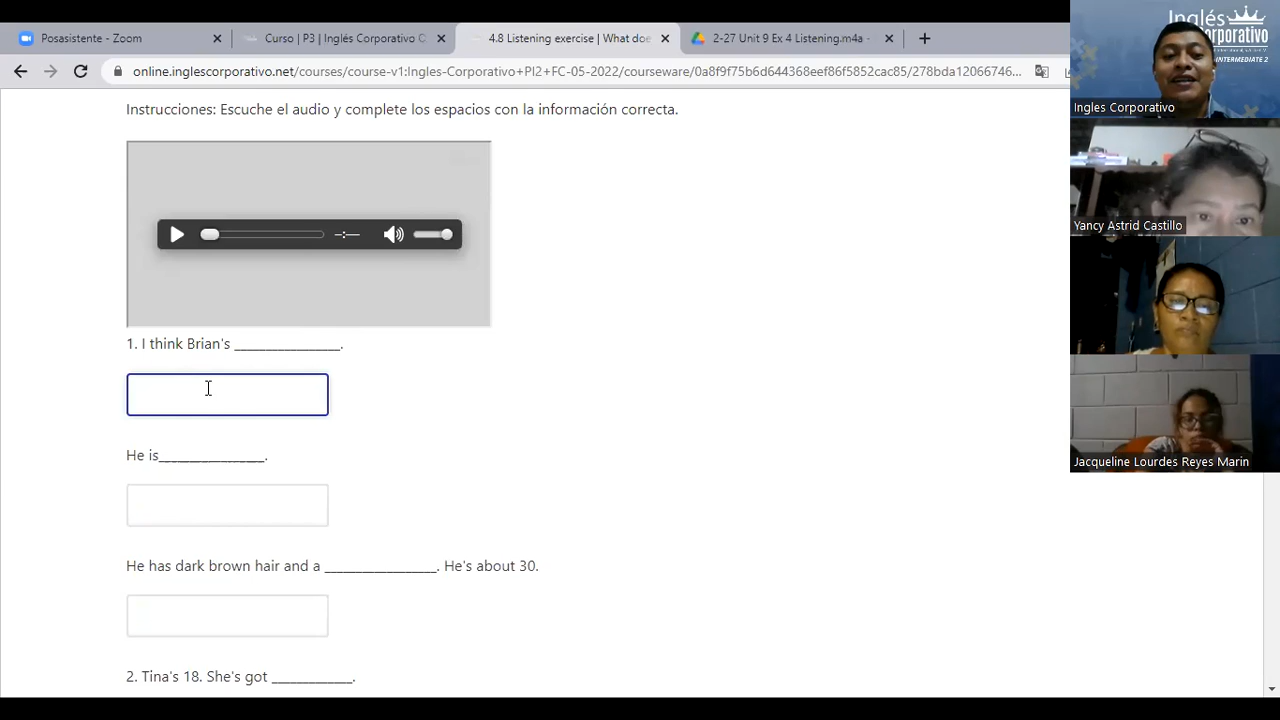 Posasistente - Zoom
Curso | P3 | Inglés Corporativo C
4.8 Listening exercise | What doe
2-27 Unit 9 Ex 4 Listening.m4a -
online.inglescorporativo.net/courses/course-v1:Ingles-Corporativo+PI2+FC-05-2022/courseware/0a8f9f75b6d64436
278bda12066746...
Inglés
Corporativo
INTERMEDIATE 2
Ingles Corporativo
Instrucciones: Escuche el audio y complete los espacios con la información correcta.
Yancy Astrid Castillo
1. I think Brian's ________________.
He is________________.
Jacqueline Lourdes Reyes Marin
He has dark brown hair and a _________________. He's about 30.
2. Tina's 18. She's got ____________.